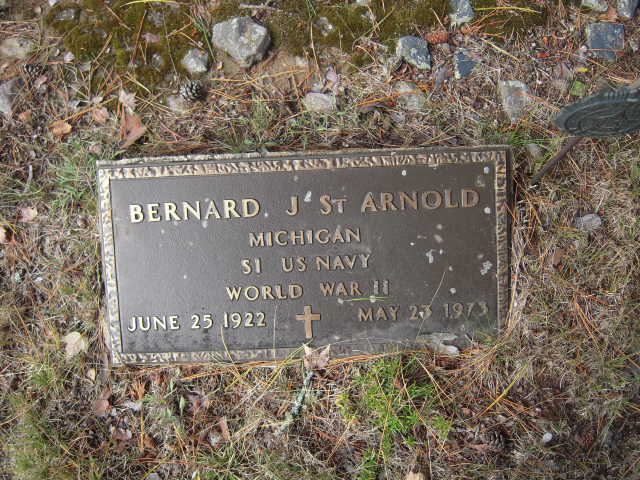 BERNARD J ST ARNOLD
MICHIGAN
S1 US NAVY
WORLD WAR II
JUNE 25 1922 MAY 23 1973